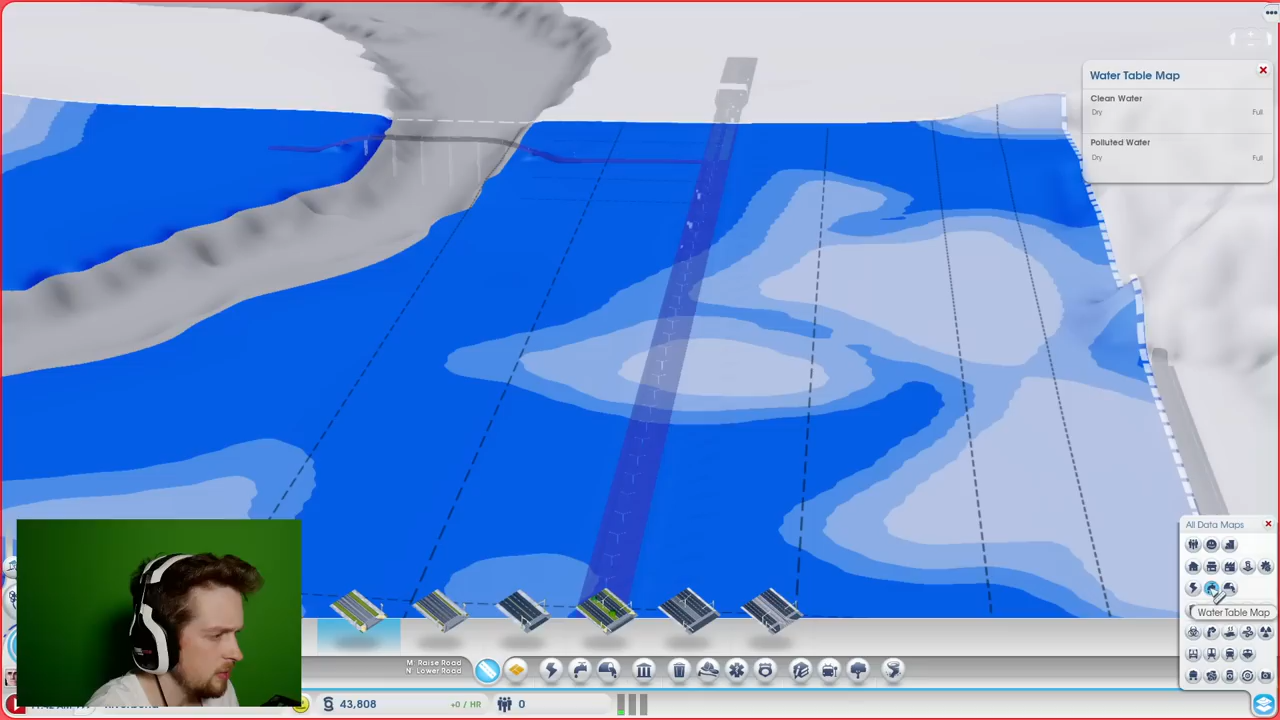 Water Table Map
Clean Water
Dry Full
Polluted Water
Dry Full
All Data Maps
Water Table Map
M: Raise Road
N: Lower Road
43,808
+0 / HR
0